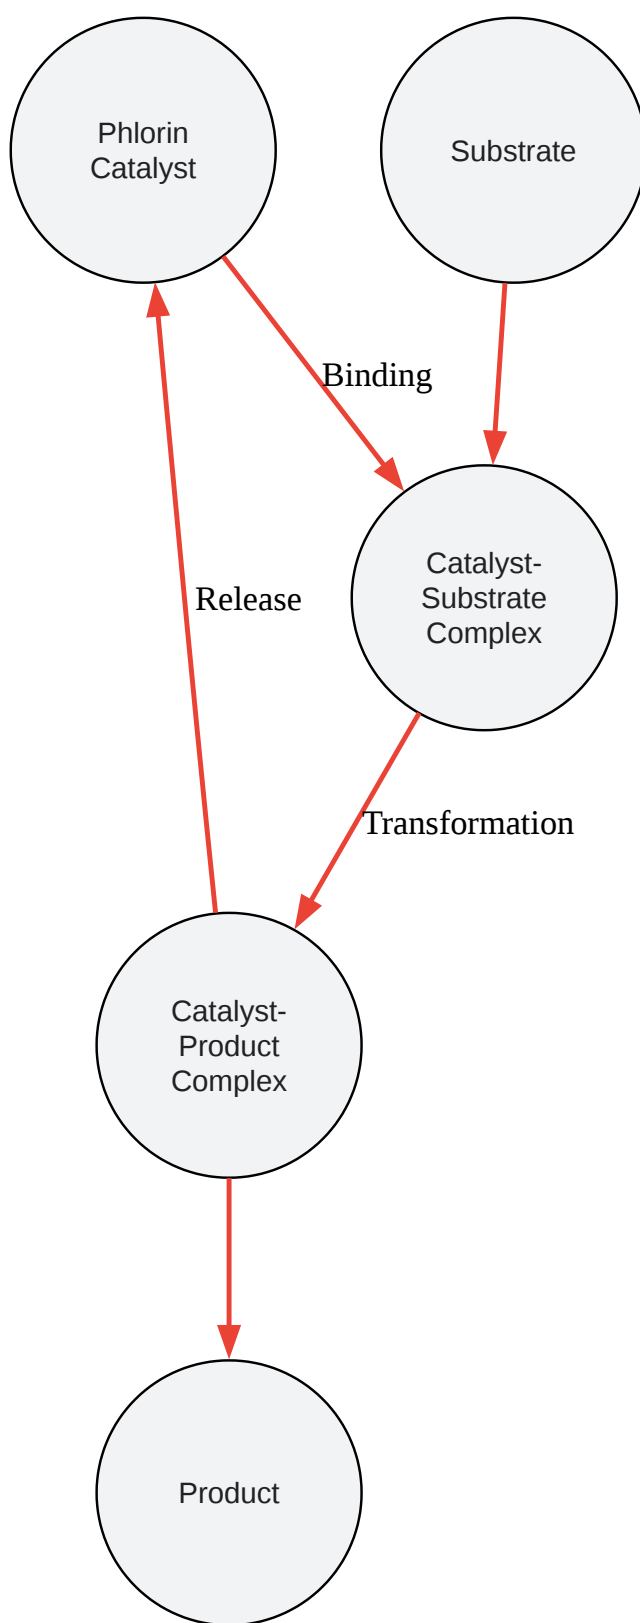 Phlorin
Catalyst
Substrate
Binding
Catalyst-
Substrate
Complex
Release
Transformation
Catalyst-
Product
Complex
Product